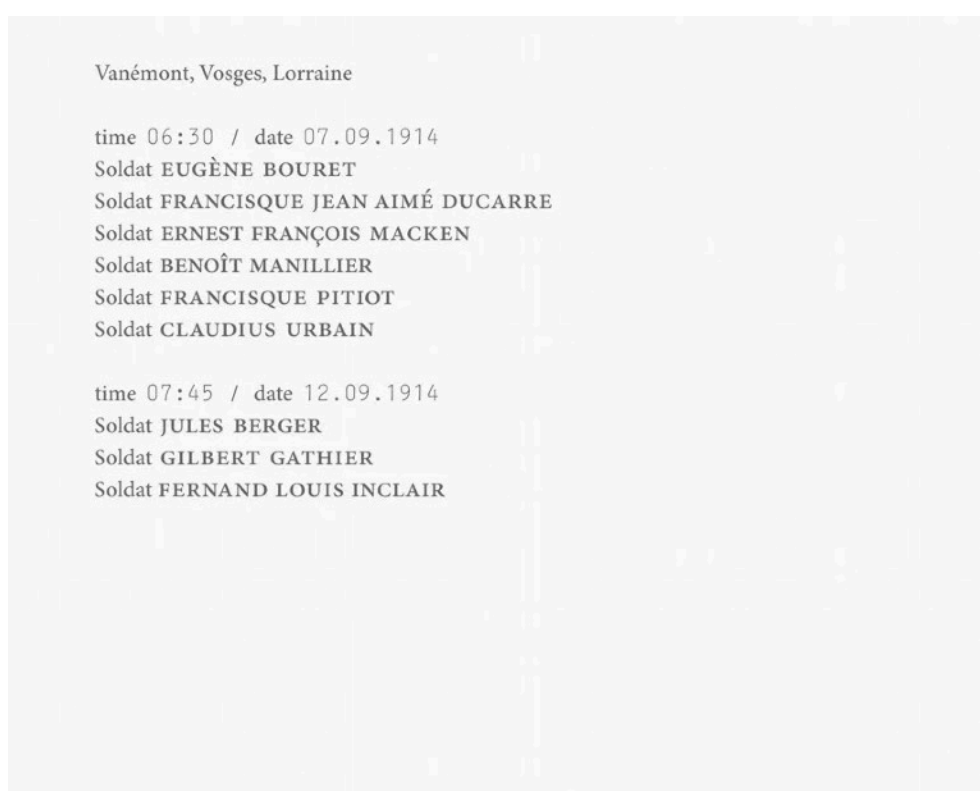 Vanémont, Vosges, Lorraine
time 06:30 / date 07.09.1914
Soldat EUGÈNE BOURET
Soldat FRANCISQUE JEAN AIMÉ DUCARRE
Soldat ERNEST FRANÇOIS MACKEN
Soldat BENOÎT MANILLIER
Soldat FRANCISQUE PITIOT
Soldat CLAUDIUS URBAIN
time 07:45 / date 12.09.1914
Soldat JULES BERGER
Soldat GILBERT GATHIER
Soldat FERNAND LOUIS INCLAIR